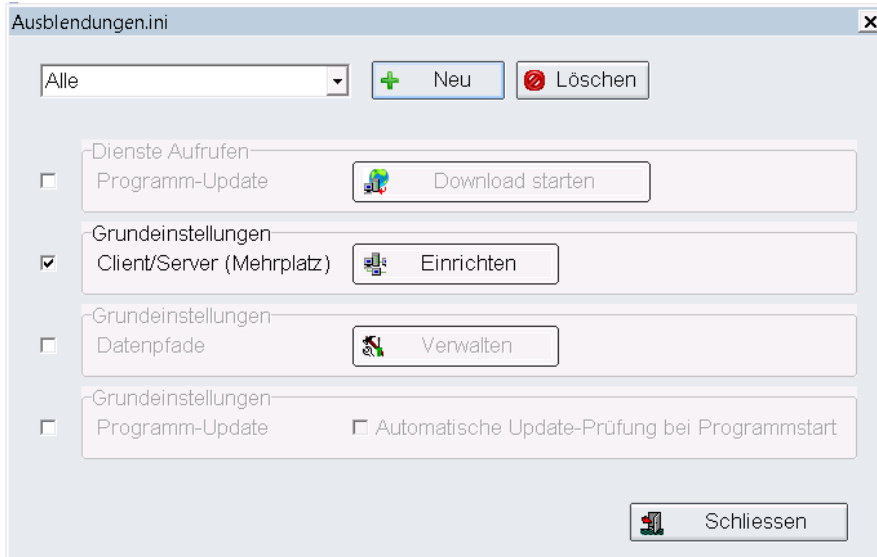 Ausblendungen.ini
Alle
Neu
Löschen
Dienste Aufrufen
Programm-Update
Download starten
Grundeinstellungen
Client/Server (Mehrplatz)
Einrichten
Grundeinstellungen
Datenpfade
Verwalten
Grundeinstellungen
Programm-Update
Automatische Update-Prüfung bei Programmstart
Schliessen